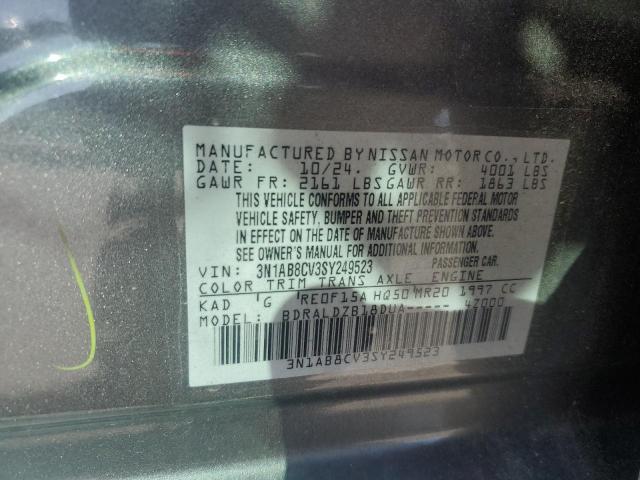 MANUFACTURED BY NISSAN MOTOR CO., LTD.
DATE: 10/24. GVWR: 4001 LBS
GAWR FR: 2161 LBS GAWR RR: 1863 LBS
THIS VEHICLE CONFORMS TO ALL APPLICABLE FEDERAL MOTOR
VEHICLE SAFETY, BUMPER AND THEFT PREVENTION STANDARDS
IN EFFECT ON THE DATE OF MANUFACTURE SHOWN ABOVE.
SEE OWNER'S MANUAL FOR MORE INFORMATION.
VIN: 3N1AB8CV3SY249523 PASSENGER CAR
COLOR TRIM TRANS AXLE ENGINE
KAD G RE0F15A HQ50 MR20 1997 CC
MODEL: BDRALDZB18DUA----- 4Z000
3N1AB8CV3SY249523